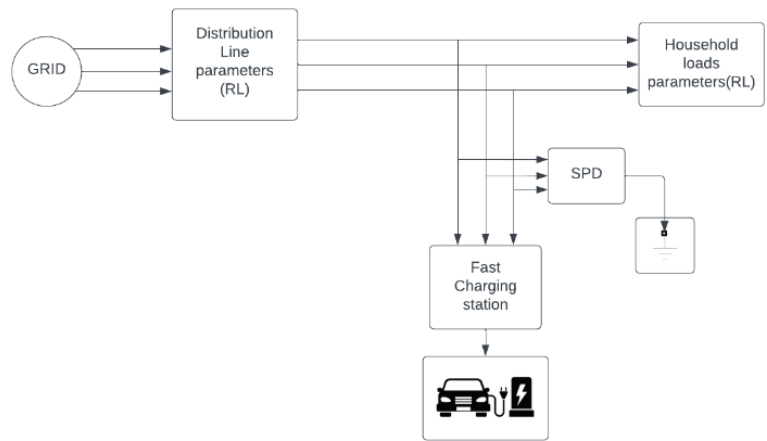 GRID
Distribution
Line
parameters
(RL)
Household
loads
parameters(RL)
SPD
Fast
Charging
station